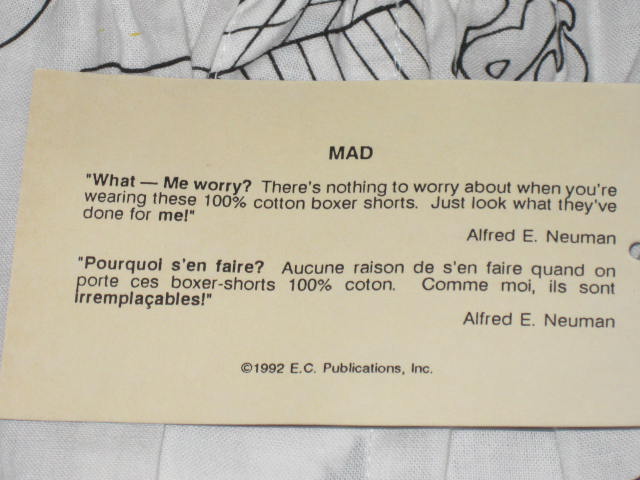 MAD
"What — Me worry? There's nothing to worry about when you're
wearing these 100% cotton boxer shorts. Just look what they've
done for me!"
Alfred E. Neuman
"Pourquoi s'en faire? Aucune raison de s'en faire quand on
porte ces boxer-shorts 100% coton. Comme moi, ils sont
irremplaçables!"
Alfred E. Neuman
©1992 E.C. Publications, Inc.